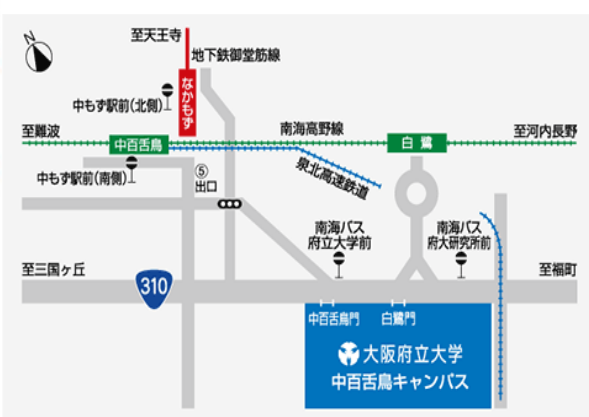 N
至天王寺
地下鉄御堂筋線
なかもず
中もず駅前(北側)
至難波
中百舌鳥
南海高野線
白鷺
至河内長野
中もず駅前(南側)
⑤
出口
泉北高速鉄道
南海バス
府立大学前
南海バス
府大研究所前
至三国ヶ丘
310
至福町
中百舌鳥門
白鷺門
大阪府立大学
中百舌鳥キャンパス